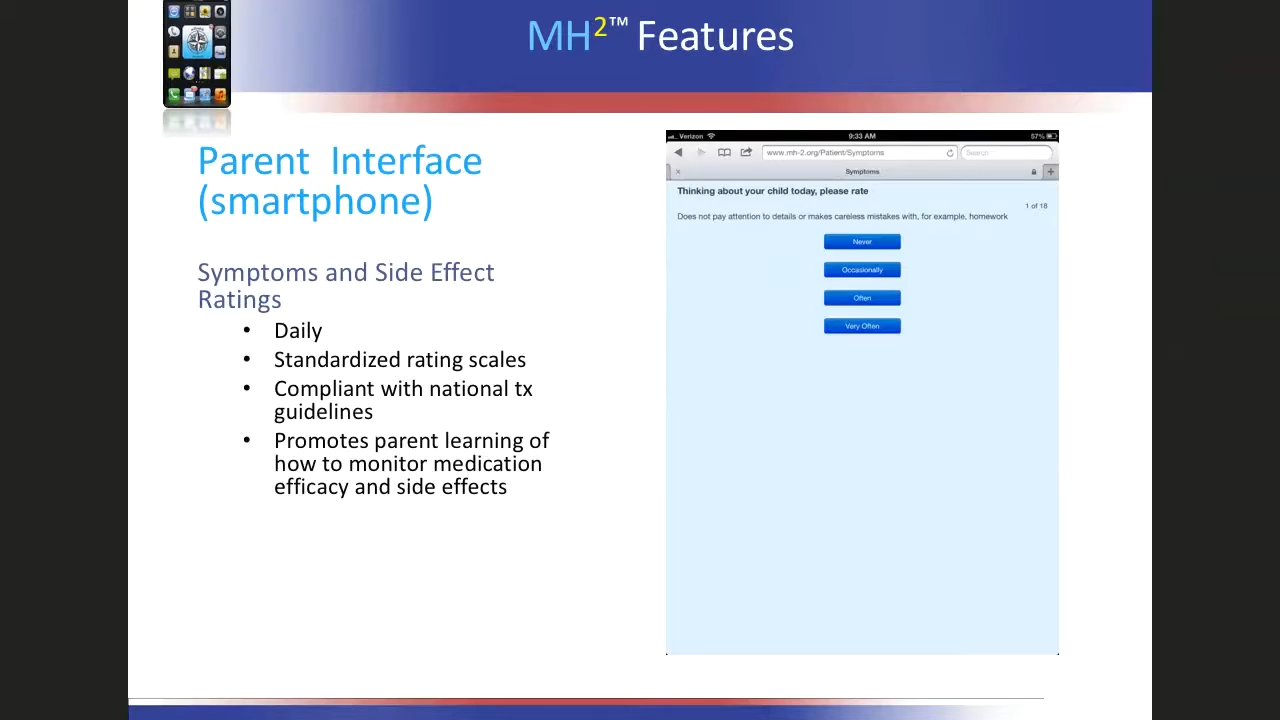 MH2™ Features
Parent Interface
(smartphone)
Symptoms and Side Effect
Ratings
• Daily
• Standardized rating scales
• Compliant with national tx
guidelines
• Promotes parent learning of
how to monitor medication
efficacy and side effects
Verizon 9:33 AM 57%
www.mh-2.org/Patient/Symptoms Search
Symptoms
Thinking about your child today, please rate
1 of 18
Does not pay attention to details or makes careless mistakes with, for example, homework
Never
Occasionally
Often
Very Often